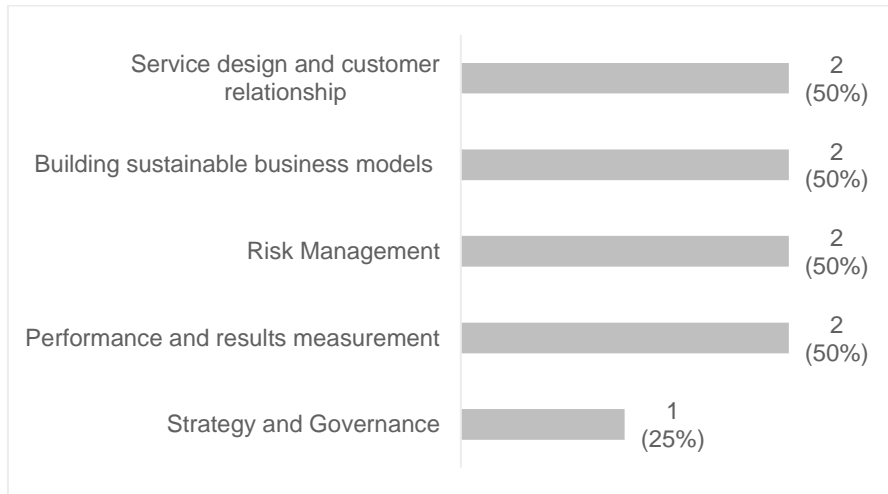 Service design and customer
relationship
2
(50%)
Building sustainable business models
2
(50%)
Risk Management
2
(50%)
Performance and results measurement
2
(50%)
Strategy and Governance
1
(25%)